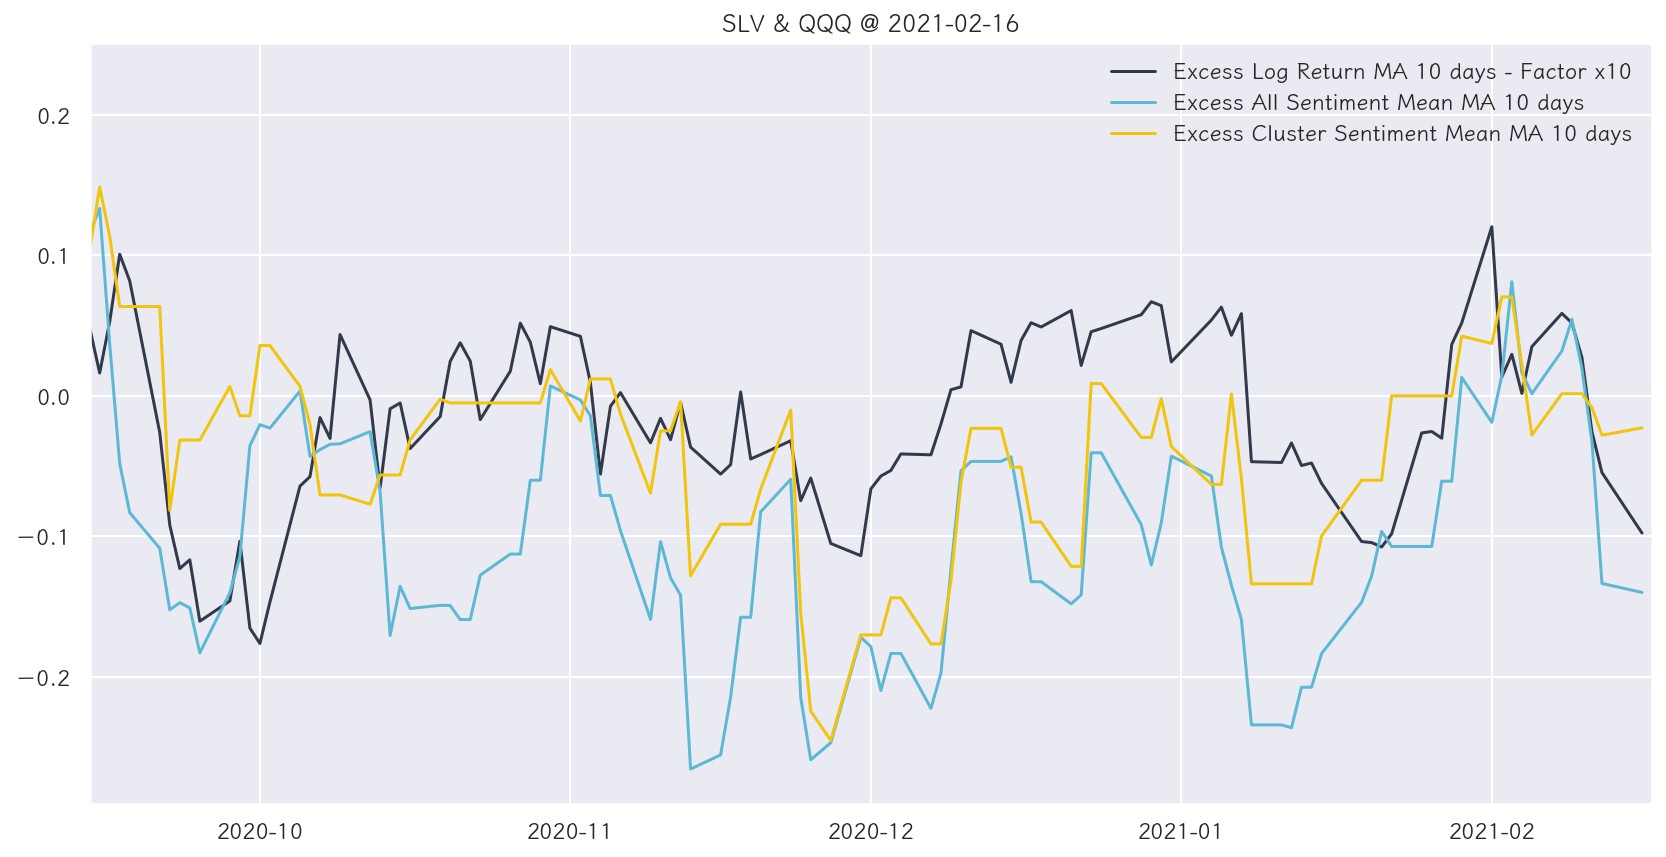 SLV & QQQ @ 2021-02-16
Excess Log Return MA 10 days - Factor x10
Excess All Sentiment Mean MA 10 days
Excess Cluster Sentiment Mean MA 10 days
0.2
0.1
0.0
−0.1
−0.2
2020-10 2020-11 2020-12 2021-01 2021-02